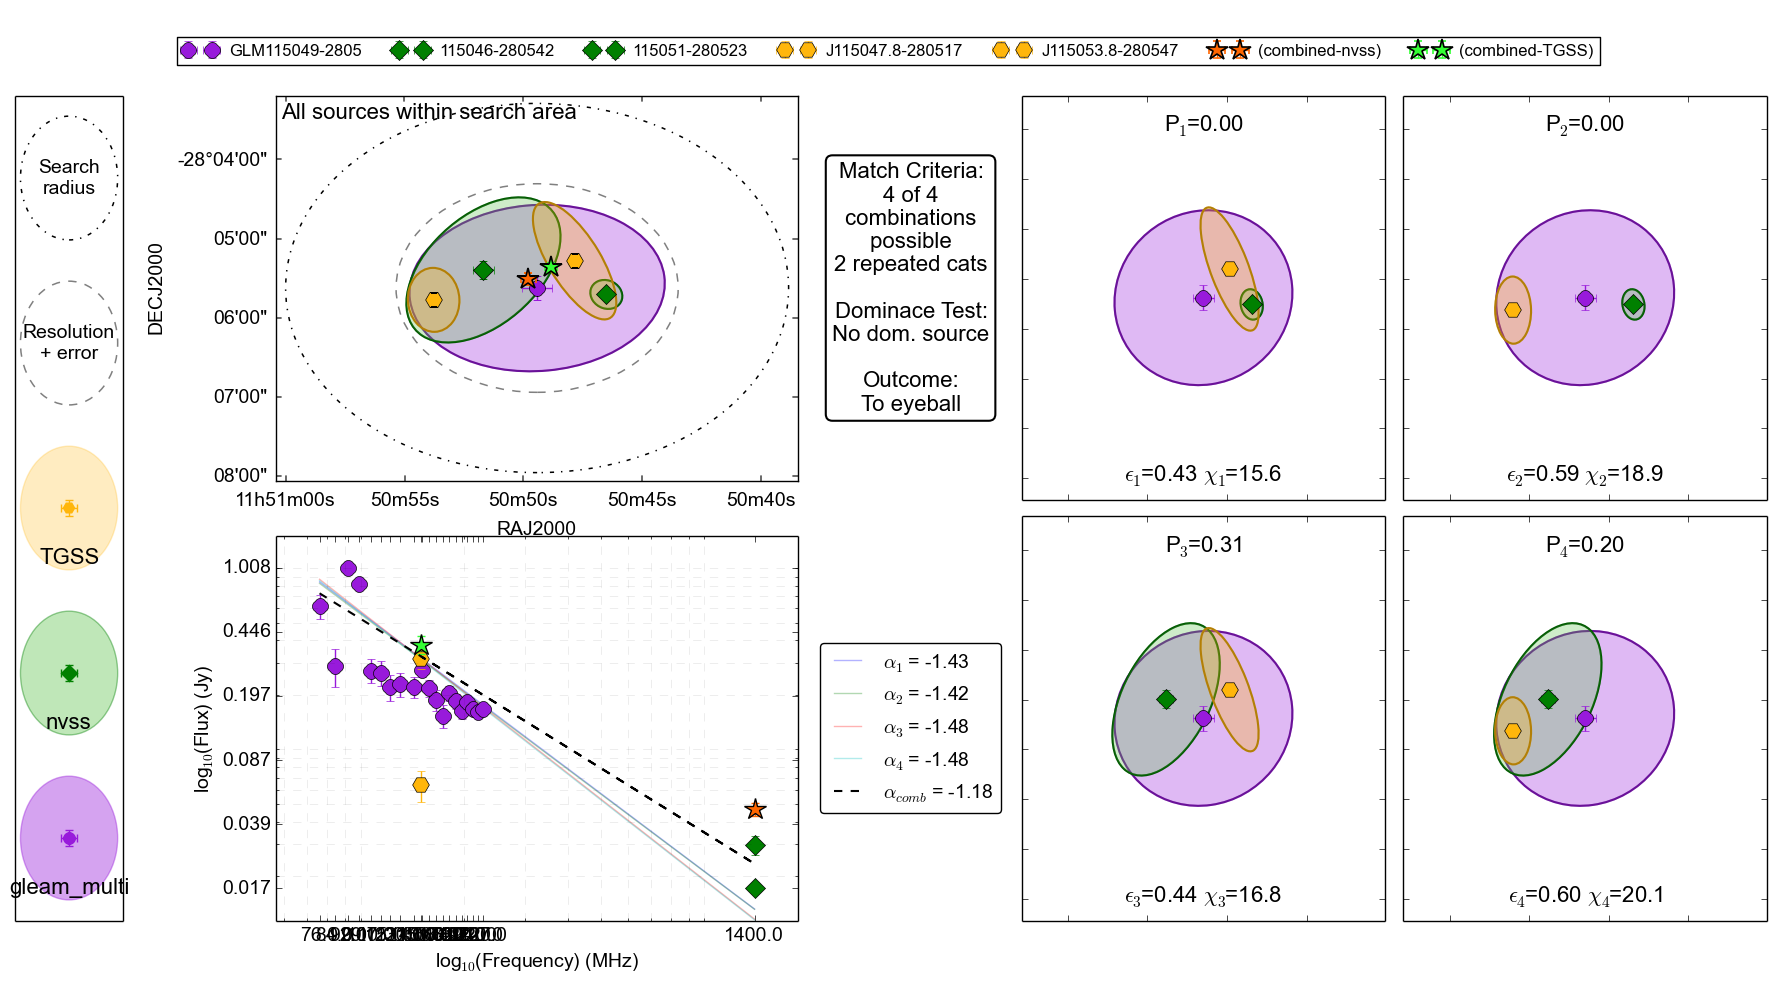 GLM115049-2805 115046-280542 115051-280523 J115047.8-280517 J115053.8-280547 (combined-nvss) (combined-TGSS)
Search
radius
Resolution
+ error
TGSS
nvss
gleam_multi
All sources within search area
DECJ2000
-28°04'00"
05'00"
06'00"
07'00"
08'00"
11h51m00s 50m55s 50m50s 50m45s 50m40s
RAJ2000
Match Criteria:
4 of 4
combinations
possible
2 repeated cats
Dominace Test:
No dom. source
Outcome:
To eyeball
P1=0.00
ϵ1=0.43 χ1=15.6
P2=0.00
ϵ2=0.59 χ2=18.9
log10(Flux) (Jy)
1.008
0.446
0.197
0.087
0.039
0.017
1400.0
log10(Frequency) (MHz)
α1 = -1.43
α2 = -1.42
α3 = -1.48
α4 = -1.48
αcomb = -1.18
P3=0.31
ϵ3=0.44 χ3=16.8
P4=0.20
ϵ4=0.60 χ4=20.1